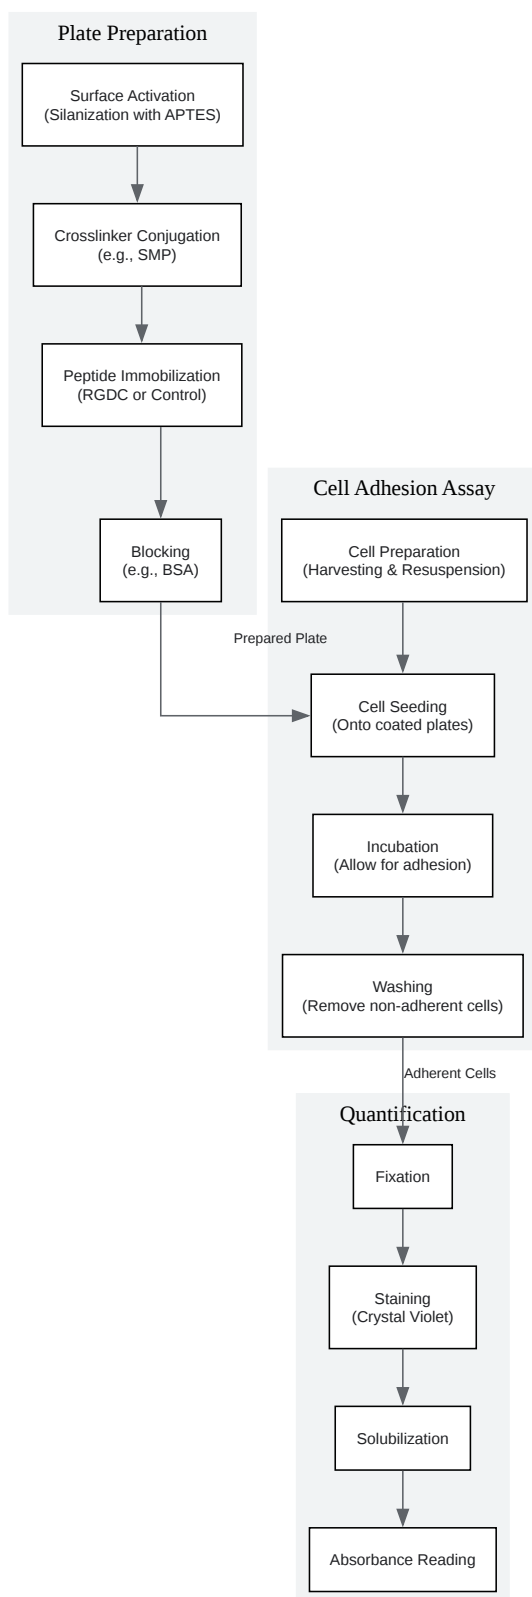 Plate Preparation
Surface Activation
(Silanization with APTES)
Crosslinker Conjugation
(e.g., SMP)
Peptide Immobilization
(RGDC or Control)
Blocking
(e.g., BSA)
Prepared Plate
Cell Adhesion Assay
Cell Preparation
(Harvesting & Resuspension)
Cell Seeding
(Onto coated plates)
Incubation
(Allow for adhesion)
Washing
(Remove non-adherent cells)
Adherent Cells
Quantification
Fixation
Staining
(Crystal Violet)
Solubilization
Absorbance Reading